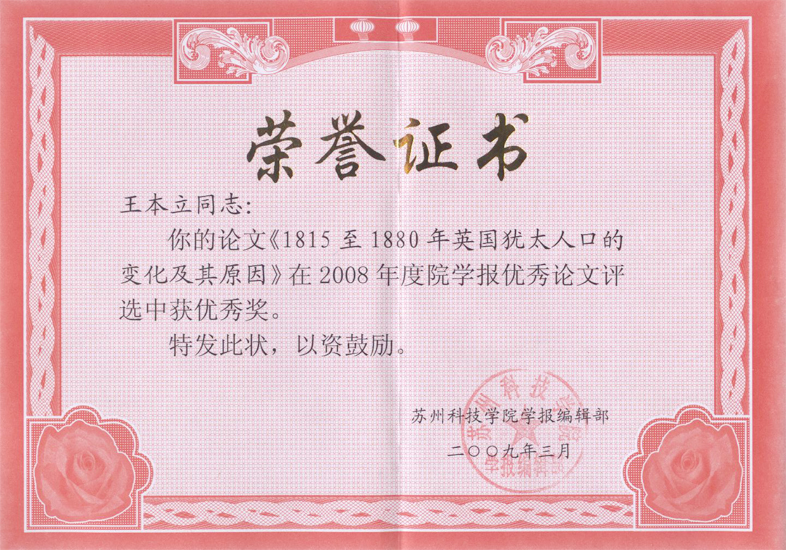 荣誉证书
王本立同志：
你的论文《1815至1880年英国犹太人口的
变化及其原因》在2008年度院学报优秀论文评
选中获优秀奖。
特发此状，以资鼓励。
苏州科技学院学报编辑部
二〇〇九年三月
苏州科技学院
学报编辑部